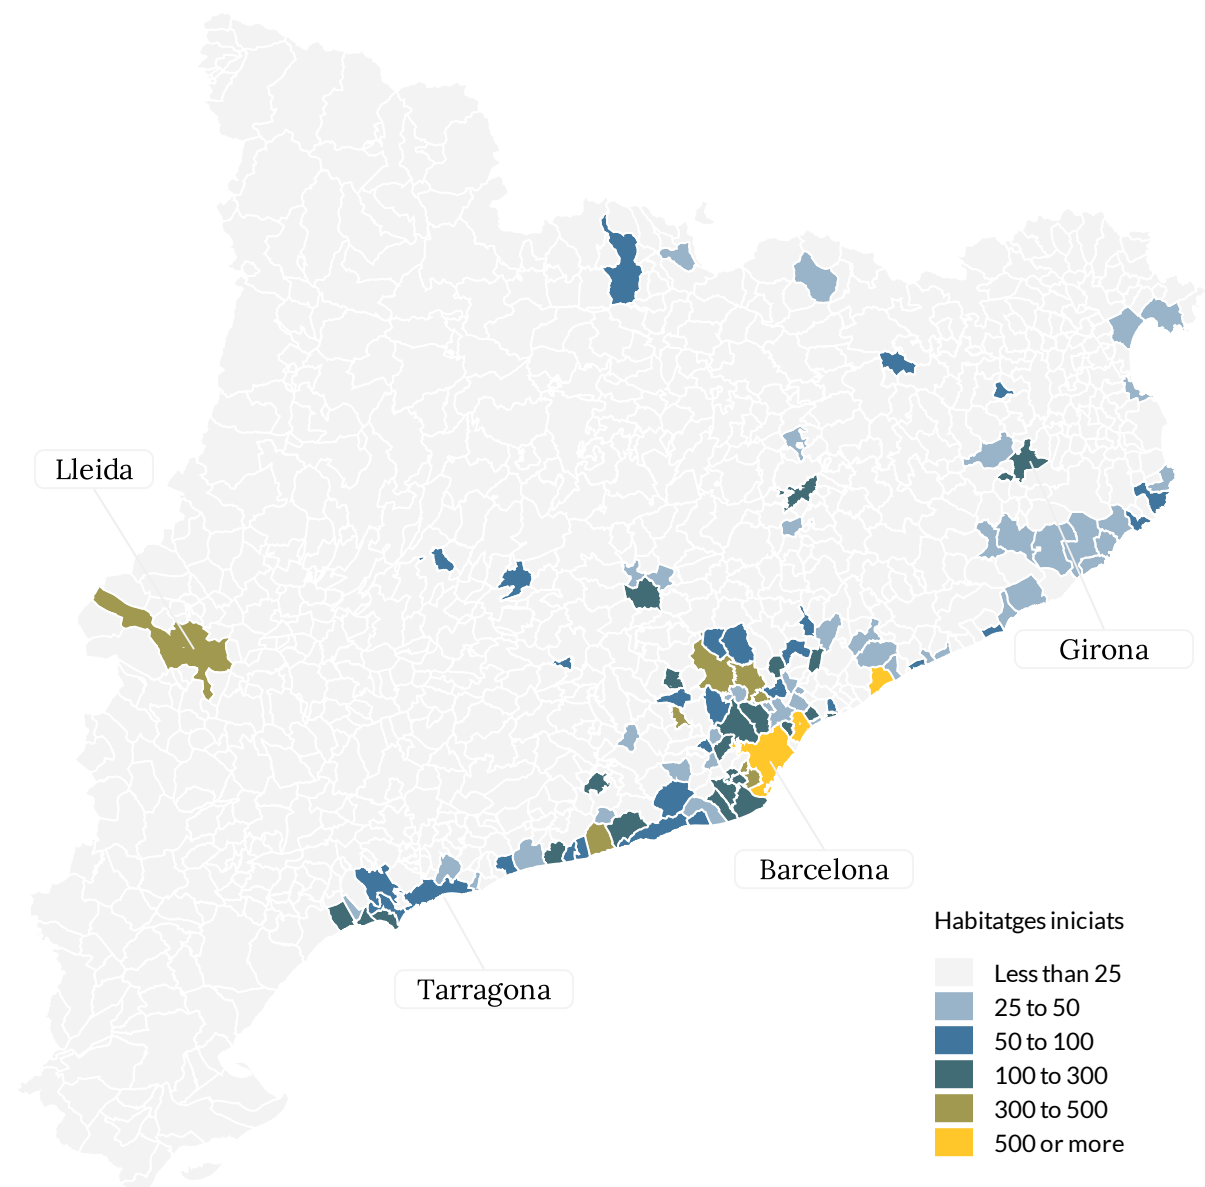 Lleida
Girona
Barcelona
Tarragona
Habitatges iniciats
Less than 25
25 to 50
50 to 100
100 to 300
300 to 500
500 or more